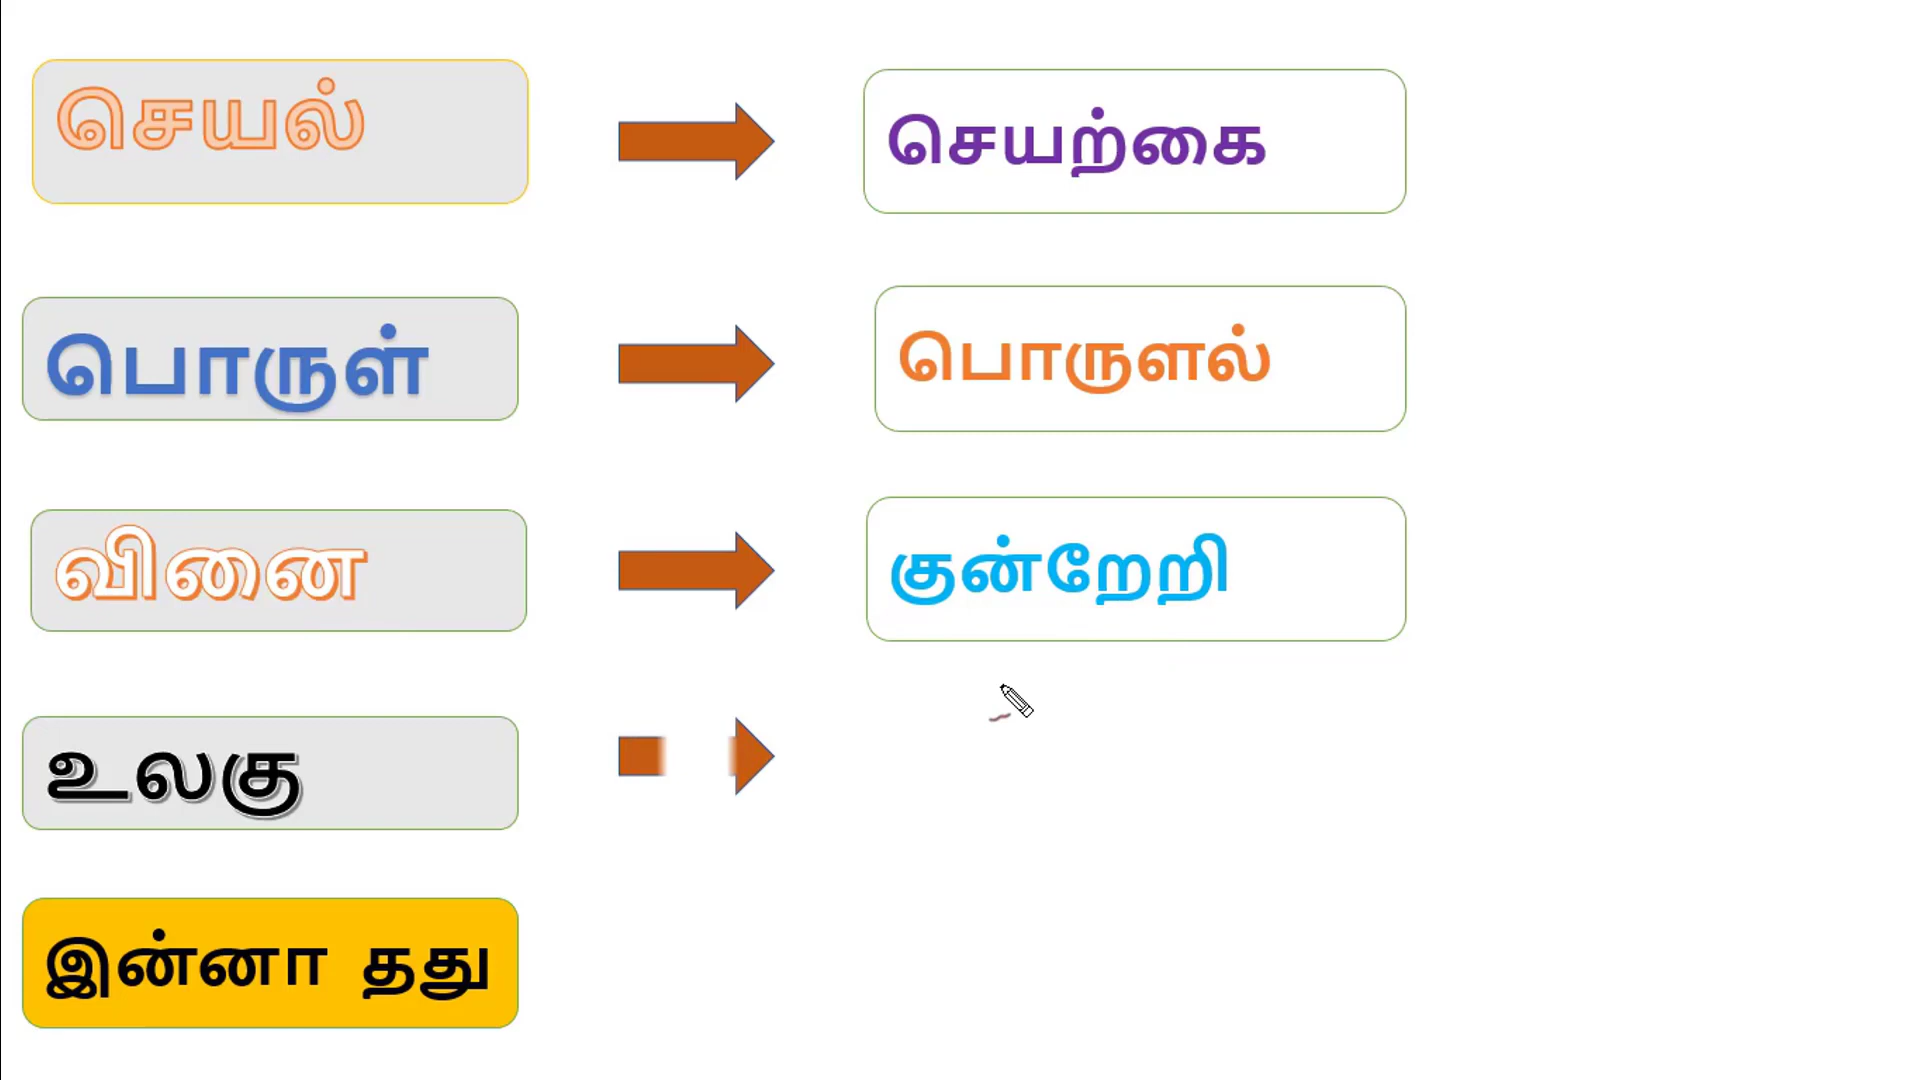 செயல்
செயற்கை
பொருள்
பொருளல்
வினை
குன்றேறி
உலகு
இன்னா தது